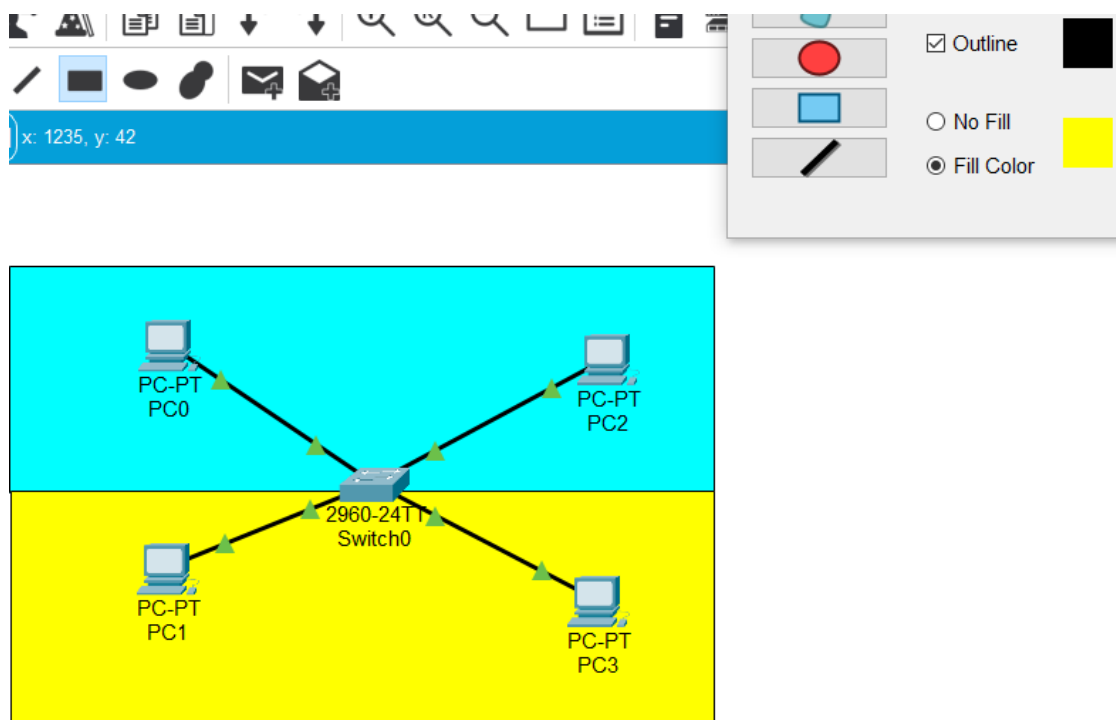 Outline
x: 1235, y: 42
No Fill
Fill Color
PC-PT
PC0
PC-PT
PC2
2960-24TT
Switch0
PC-PT
PC1
PC-PT
PC3